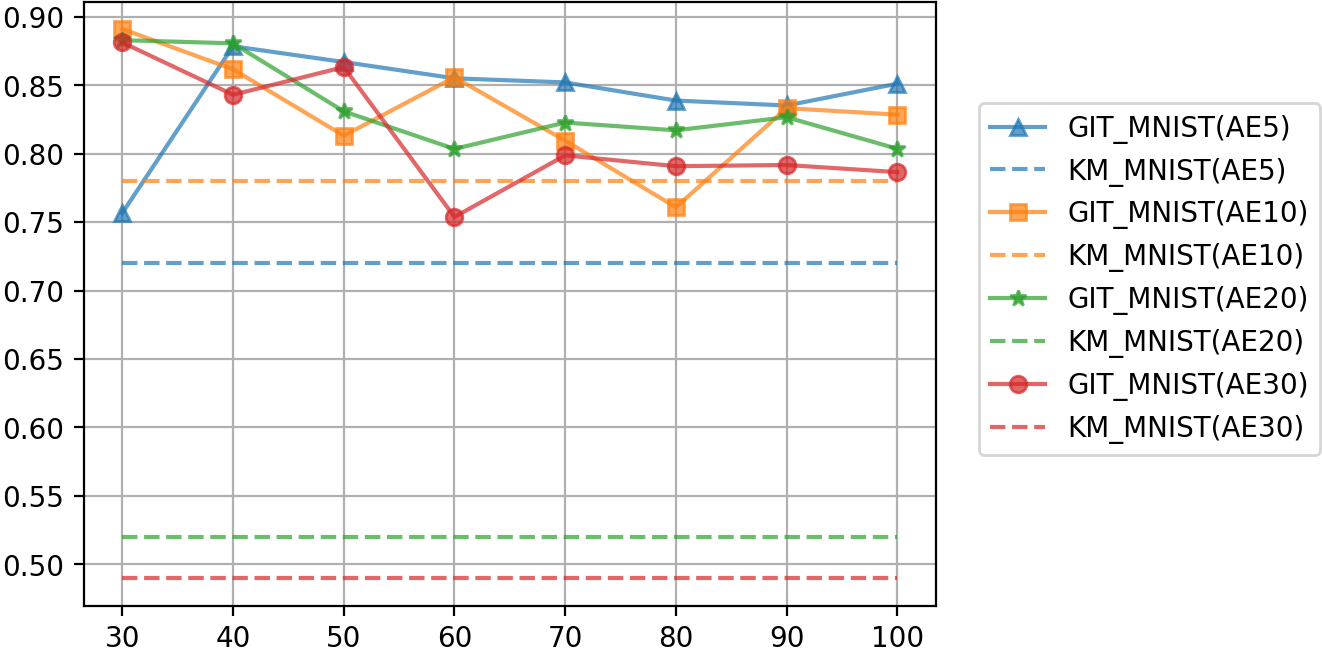 0.90
0.85
0.80
0.75
0.70
0.65
0.60
0.55
0.50
30 40 50 60 70 80 90 100
GIT_MNIST(AE5)
KM_MNIST(AE5)
GIT_MNIST(AE10)
KM_MNIST(AE10)
GIT_MNIST(AE20)
KM_MNIST(AE20)
GIT_MNIST(AE30)
KM_MNIST(AE30)